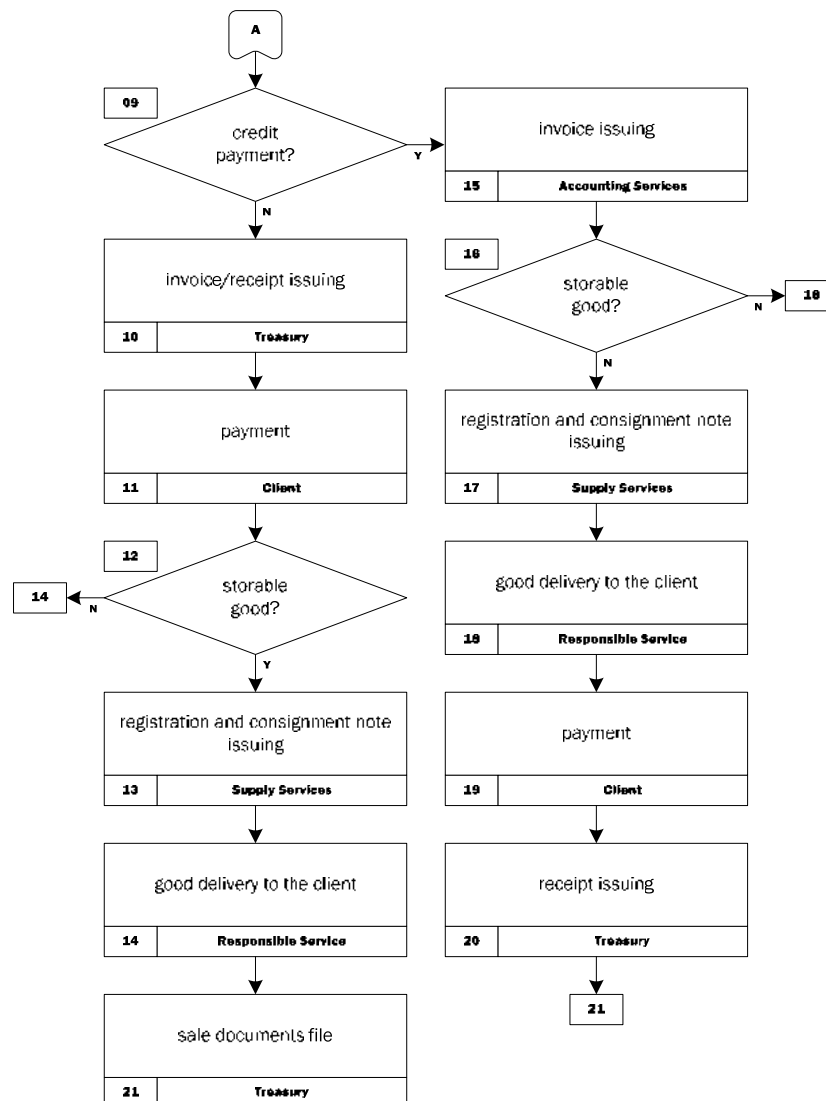 A
09
credit
payment?
Y
N
invoice/receipt issuing
10
Treasury
payment
11
Client
12
storable
good?
14
N
Y
registration and consignment note
issuing
13
Supply Services
good delivery to the client
14
Responsible Service
sale documents file
21
Treasury
invoice issuing
15
Accounting Services
16
storable
good?
N
18
N
registration and consignment note
issuing
17
Supply Services
good delivery to the client
18
Responsible Service
payment
19
Client
receipt issuing
20
Treasury
21